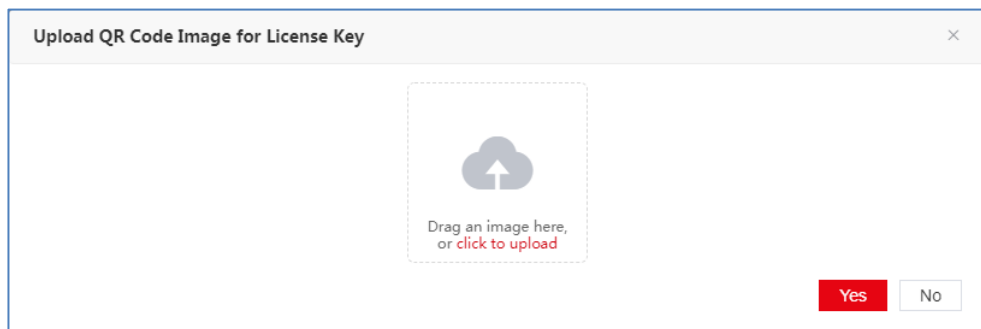 Upload QR Code Image for License Key
Drag an image here,
or click to upload
Yes
No